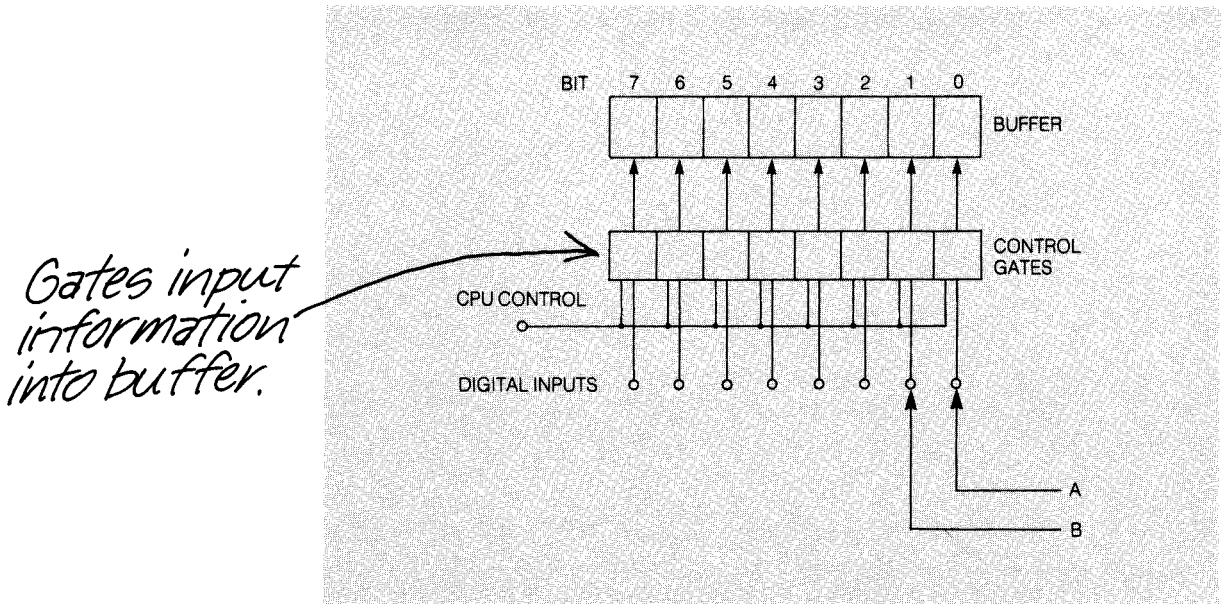 BIT 7 6 5 4 3 2 1 0
BUFFER
CONTROL
GATES
Gates input
information
into buffer.
CPU CONTROL
DIGITAL INPUTS
A
B